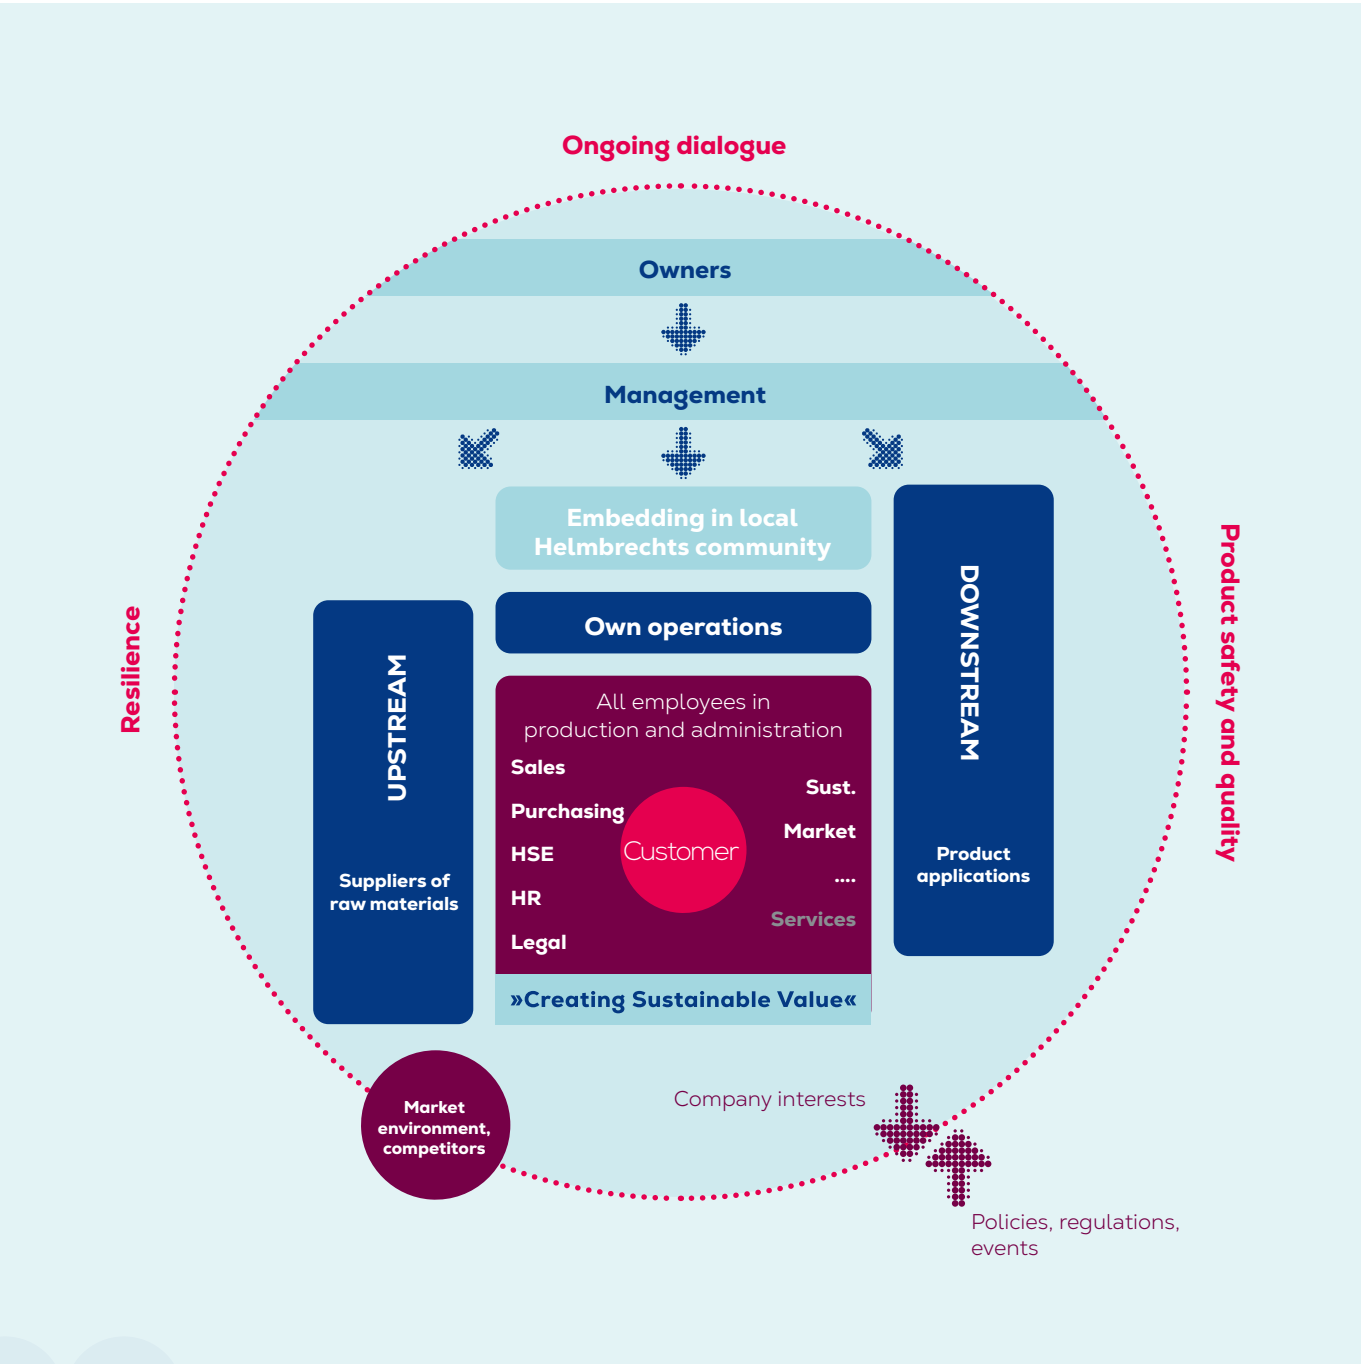 Ongoing dialogue
Owners
Management
Embedding in local
Helmbrechts community
Own operations
Resilience
UPSTREAM
Suppliers of
raw materials
All employees in
production and administration
Sales
Purchasing
HSE
HR
Legal
Customer
Sust.
Market
....
Services
»Creating Sustainable Value«
DOWNSTREAM
Product
applications
Product safety and quality
Market
environment,
competitors
Company interests
Policies, regulations,
events